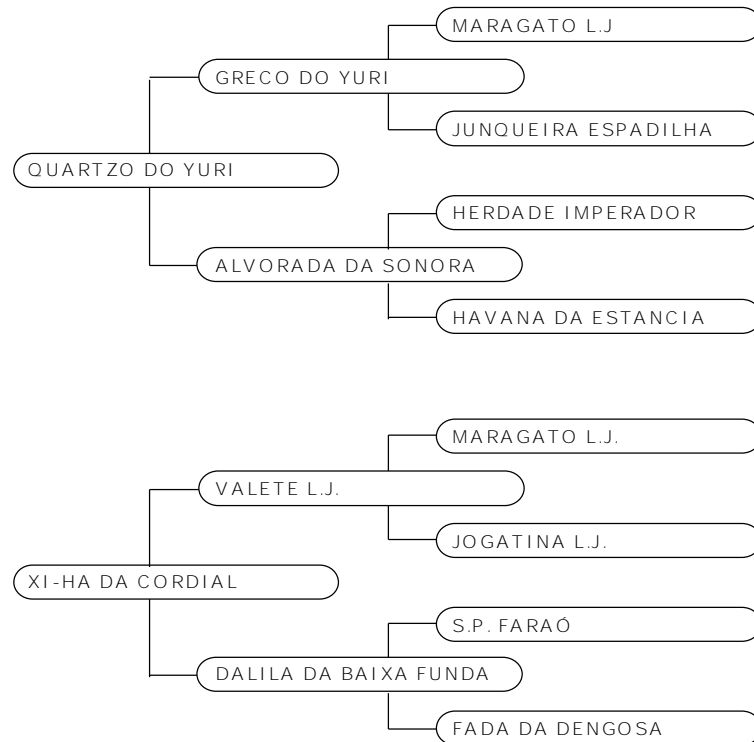 MARAGATO L.J
GRECO DO YURI
JUNQUEIRA ESPADILHA
QUARTZO DO YURI
HERDADE IMPERADOR
ALVORADA DA SONORA
HAVANA DA ESTANCIA
MARAGATO L.J.
VALETE L.J.
JOGATINA L.J.
XI-HA DA CORDIAL
S.P. FARAÓ
DALILA DA BAIXA FUNDA
FADA DA DENGOSA